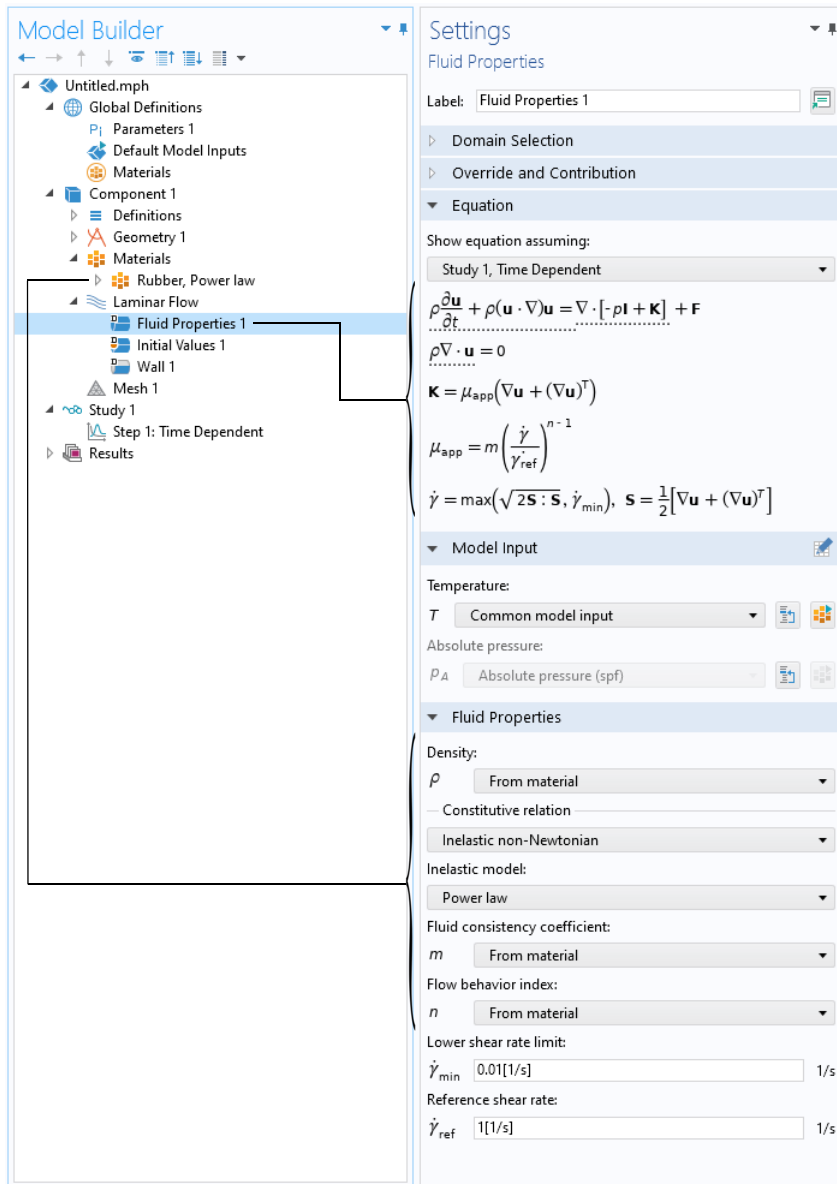 Model Builder
Untitled.mph
Global Definitions
Pi Parameters 1
Default Model Inputs
Materials
Component 1
Definitions
Geometry 1
Materials
Rubber, Power law
Laminar Flow
Fluid Properties 1
Initial Values 1
Wall 1
Mesh 1
Study 1
Step 1: Time Dependent
Results
Settings
Fluid Properties
Label: Fluid Properties 1
Domain Selection
Override and Contribution
Equation
Show equation assuming:
Study 1, Time Dependent
ρ∂u/∂t + ρ(u · ∇)u = ∇ · [-pI + K] + F
ρ∇ · u = 0
K = μapp(∇u + (∇u)ᵀ)
μapp = m(γ̇/γ̇ref)ⁿ⁻¹
γ̇ = max(√2S : S, γ̇min), S = 1/2[∇u + (∇u)ᵀ]
Model Input
Temperature:
T Common model input
Absolute pressure:
pA Absolute pressure (spf)
Fluid Properties
Density:
ρ From material
Constitutive relation
Inelastic non-Newtonian
Inelastic model:
Power law
Fluid consistency coefficient:
m From material
Flow behavior index:
n From material
Lower shear rate limit:
γ̇min 0.01[1/s] 1/s
Reference shear rate:
γ̇ref 1[1/s] 1/s